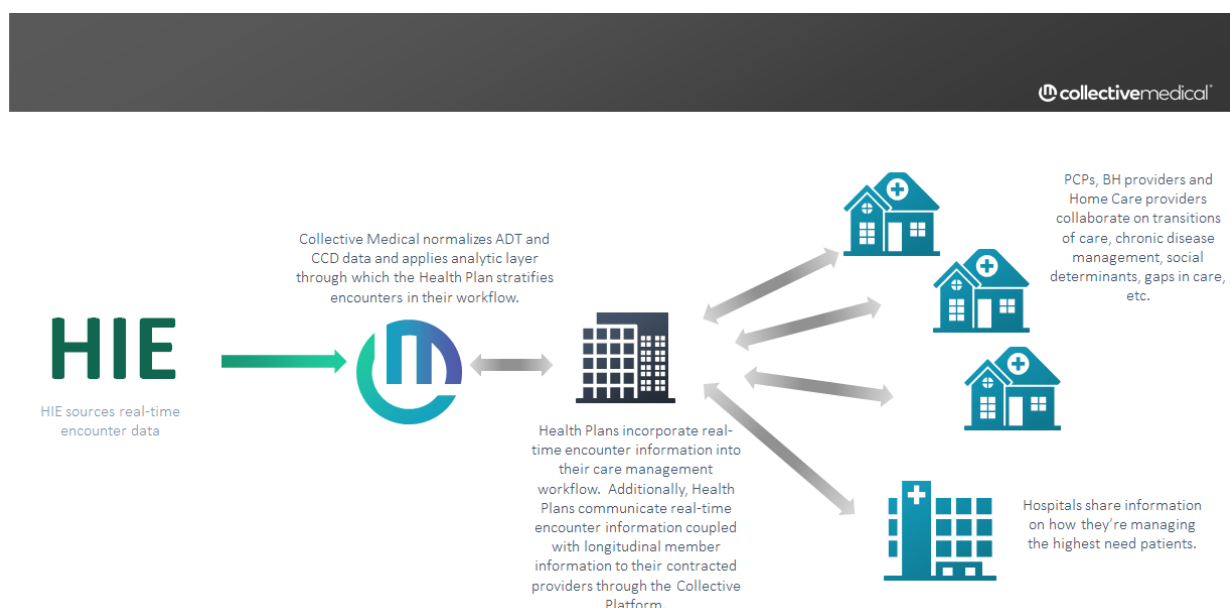 collectivemedical
Collective Medical normalizes ADT and
CCD data and applies analytic layer
through which the Health Plan stratifies
encounters in their workflow.
HIE
HIE sources real-time
encounter data
Health Plans incorporate real-
time encounter information into
their care management
workflow.  Additionally, Health
Plans communicate real-time
encounter information coupled
with longitudinal member
information to their contracted
providers through the Collective
Platform.
PCPs, BH providers and
Home Care providers
collaborate on transitions
of care, chronic disease
management, social
determinants, gaps in care,
etc.
Hospitals share information
on how they’re managing
the highest need patients.